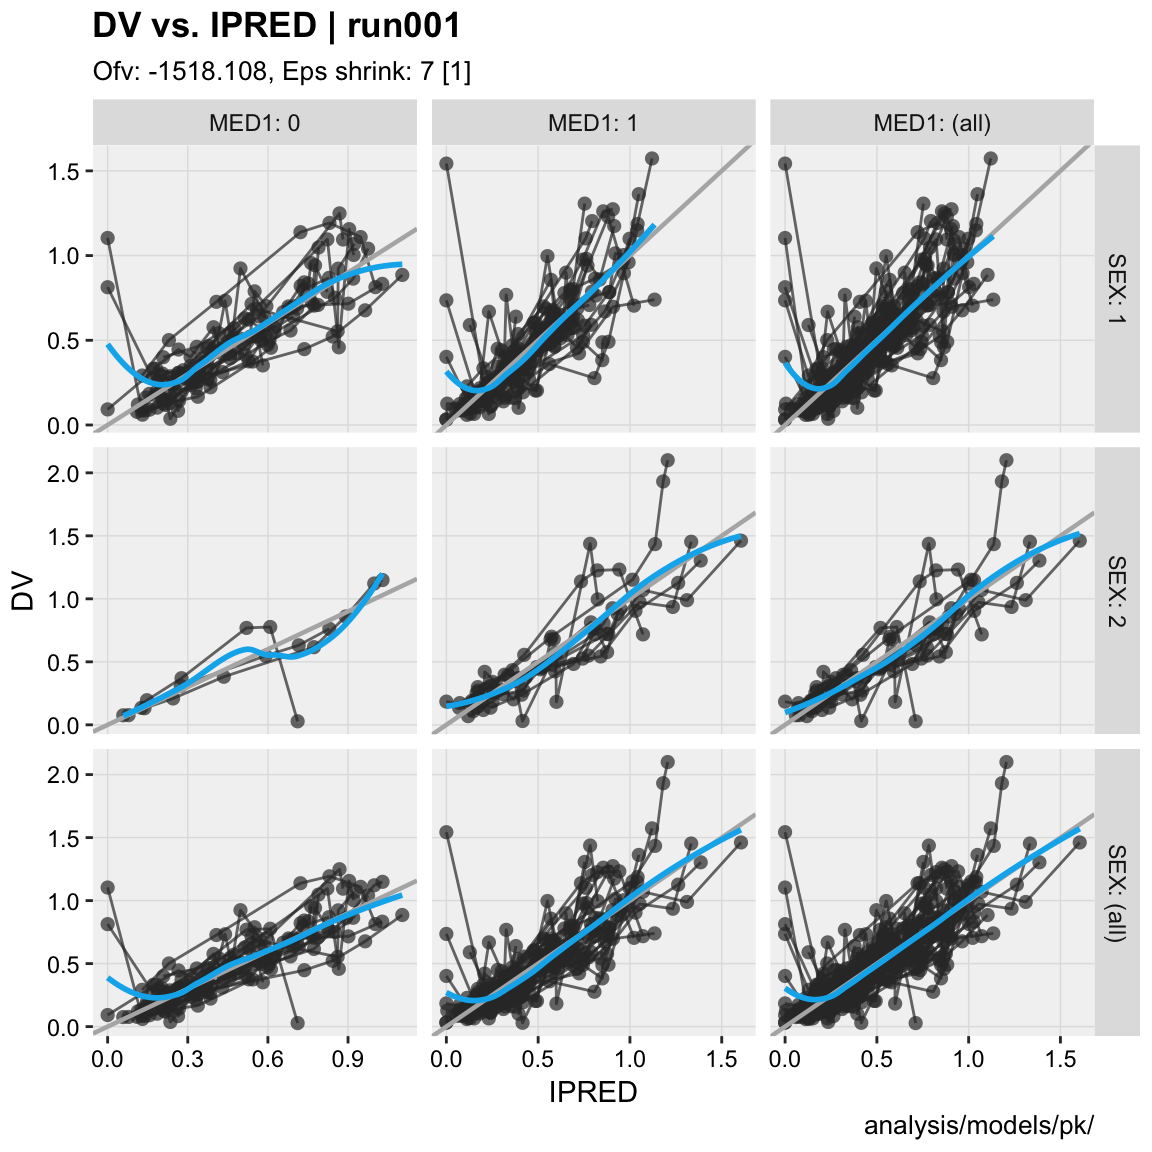 DV vs. IPRED | run001
Ofv: -1518.108, Eps shrink: 7 [1]
MED1: 0 MED1: 1 MED1: (all)
1.5
1.0
0.5
0.0
SEX: 1
2.0
1.5
1.0
0.5
0.0
SEX: 2
DV
2.0
1.5
1.0
0.5
0.0
SEX: (all)
0.0 0.3 0.6 0.9 0.0 0.5 1.0 1.5 0.0 0.5 1.0 1.5
IPRED
analysis/models/pk/